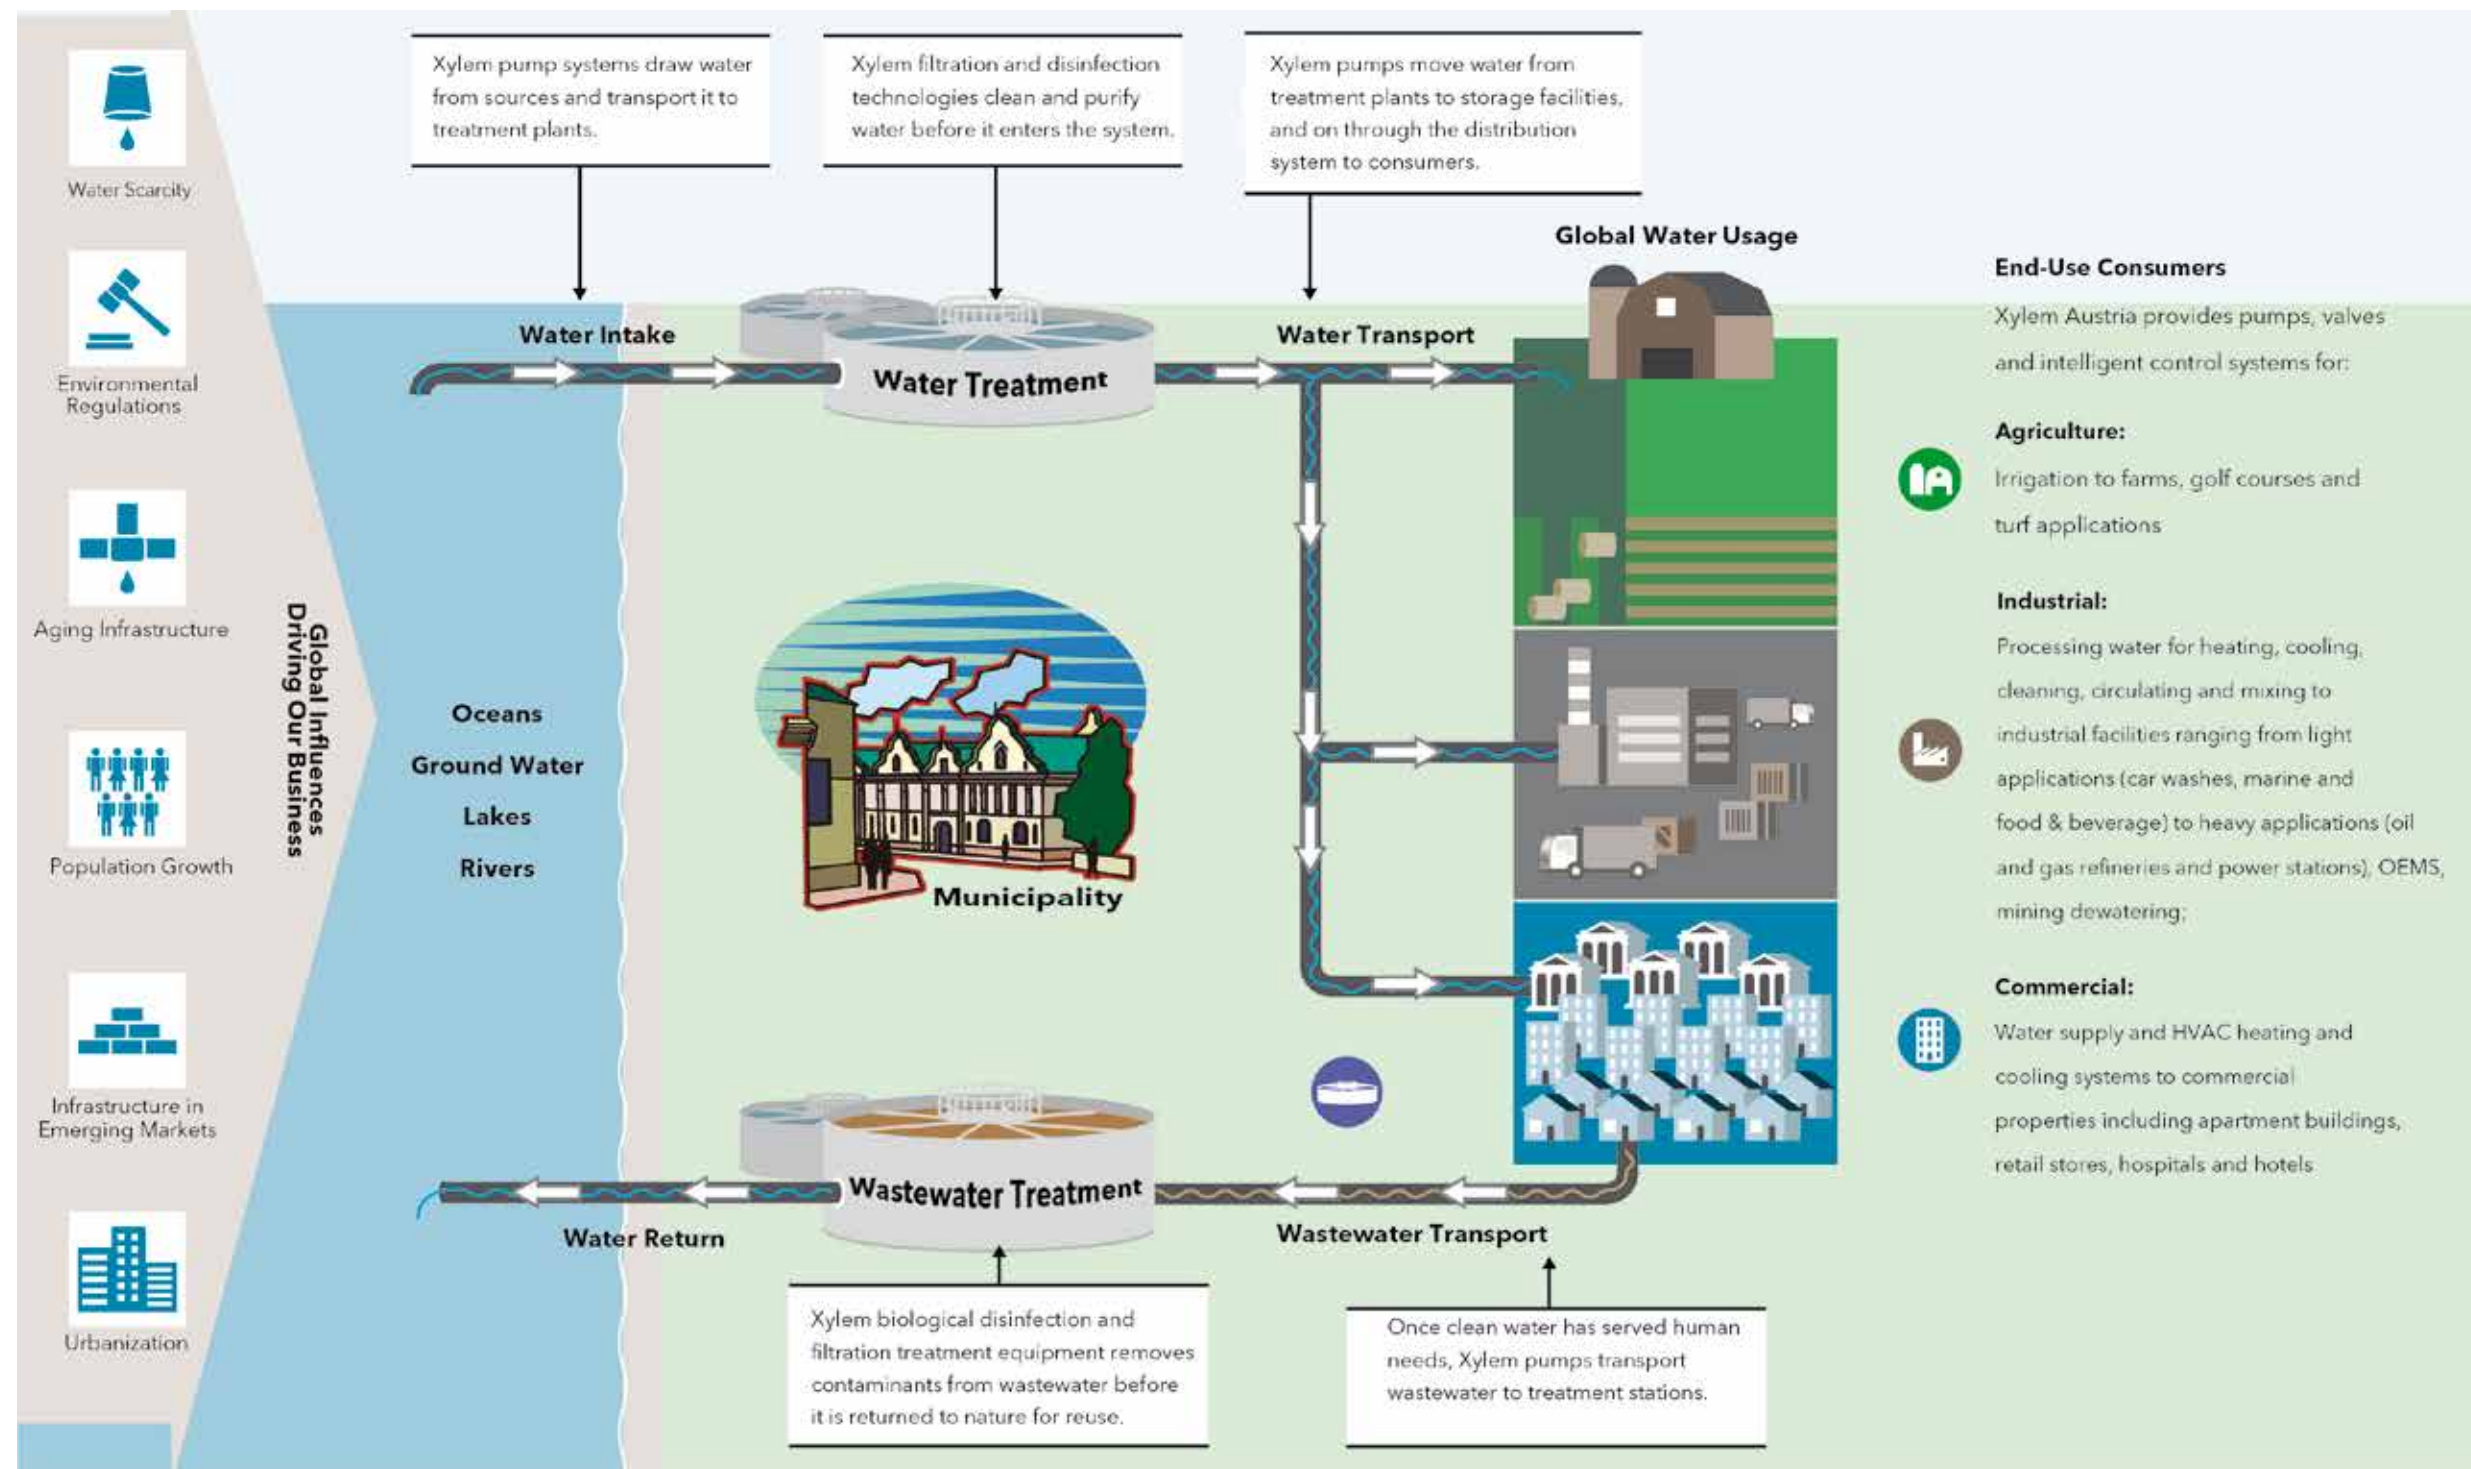 Water Scarcity
Environmental
Regulations
Aging Infrastructure
Population Growth
Infrastructure in
Emerging Markets
Urbanization
Global Influences
Driving Our Business
Xylem pump systems draw water
from sources and transport it to
treatment plants.
Xylem filtration and disinfection
technologies clean and purify
water before it enters the system.
Xylem pumps move water from
treatment plants to storage facilities,
and on through the distribution
system to consumers.
Water Intake
Water Treatment
Water Transport
Global Water Usage
Oceans
Ground Water
Lakes
Rivers
Municipality
Water Return
Wastewater Treatment
Wastewater Transport
Xylem biological disinfection and
filtration treatment equipment removes
contaminants from wastewater before
it is returned to nature for reuse.
Once clean water has served human
needs, Xylem pumps transport
wastewater to treatment stations.
End-Use Consumers
Xylem Austria provides pumps, valves
and intelligent control systems for:
Agriculture:
Irrigation to farms, golf courses and
turf applications
Industrial:
Processing water for heating, cooling,
cleaning, circulating and mixing to
industrial facilities ranging from light
applications (car washes, marine and
food & beverage) to heavy applications (oil
and gas refineries and power stations), OEMS,
mining dewatering;
Commercial:
Water supply and HVAC heating and
cooling systems to commercial
properties including apartment buildings,
retail stores, hospitals and hotels